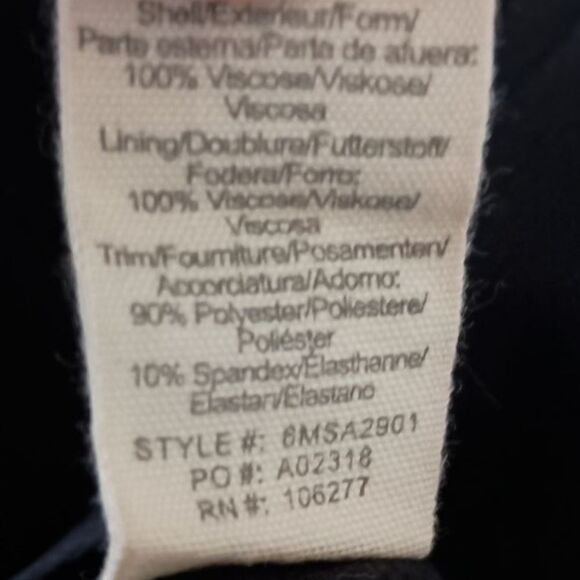 Shell/Exterieur/Form/
Parte esterna/Parte de afuera:
100% Viscose/Viskose/
Viscosa
Lining/Doublure/Futterstoff/
Fodera/Forro:
100% Viscose/Viskose/
Viscosa
Trim/Fourniture/Posamenten/
Accorciatura/Adorno:
90% Polyester/Poliestere/
Poliéster
10% Spandex/Elasthanne/
Elastan/Elastano
STYLE #: 6MSA2901
PO #: A02318
RN #: 106277